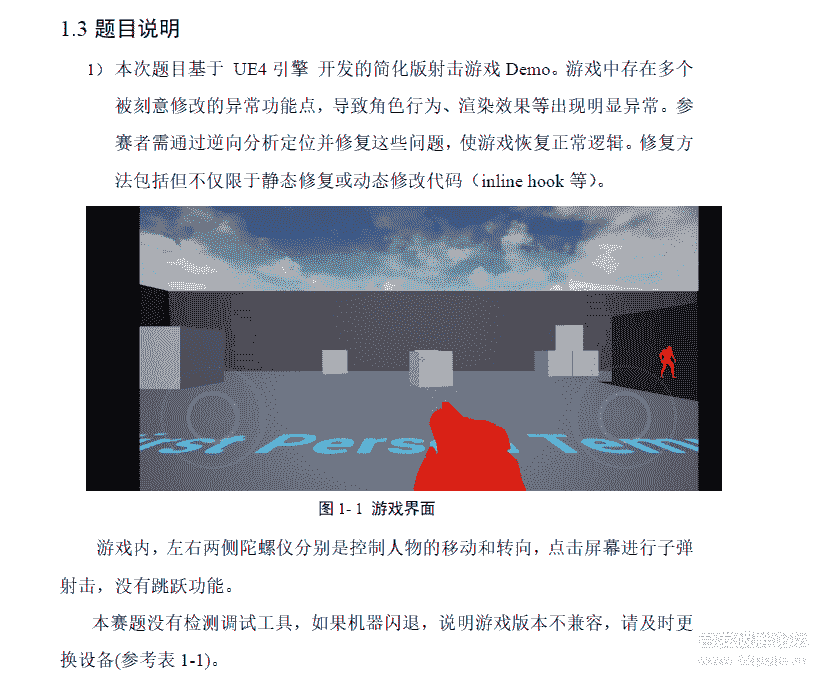 1.3 题目说明
1） 本次题目基于 UE4 引擎 开发的简化版射击游戏 Demo。游戏中存在多个
被刻意修改的异常功能点，导致角色行为、渲染效果等出现明显异常。参
赛者需通过逆向分析定位并修复这些问题，使游戏恢复正常逻辑。修复方
法包括但不仅限于静态修复或动态修改代码（inline hook 等）。
图 1- 1 游戏界面
游戏内，左右两侧陀螺仪分别是控制人物的移动和转向，点击屏幕进行子弹
射击，没有跳跃功能。
本赛题没有检测调试工具，如果机器闪退，说明游戏版本不兼容，请及时更
换设备(参考表 1-1)。